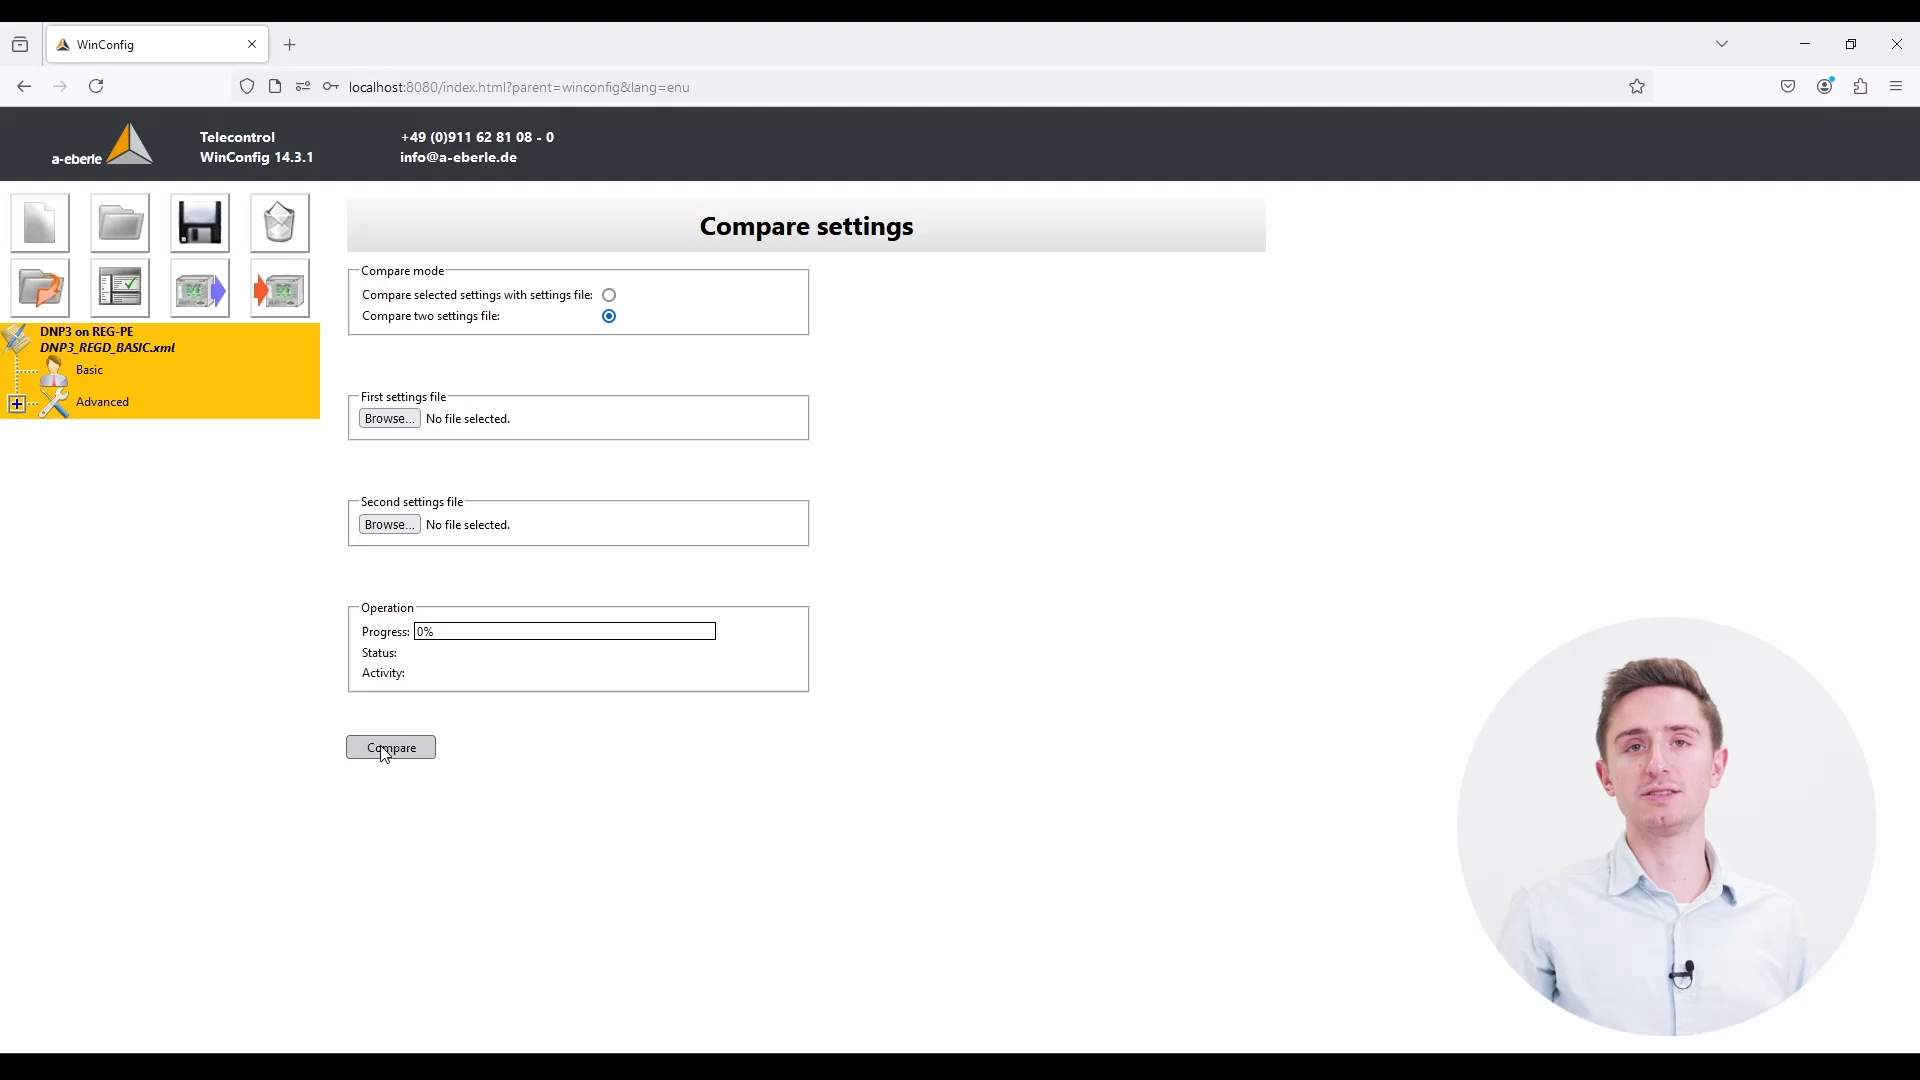 WinConfig
localhost:8080/index.html?parent=winconfig&lang=enu
a-eberle
Telecontrol
WinConfig 14.3.1
+49 (0)911 62 81 08 - 0
info@a-eberle.de
DNP3 on REG-PE
DNP3_REGD_BASIC.xml
Basic
Advanced
Compare settings
Compare mode
Compare selected settings with settings file:
Compare two settings file:
First settings file
Browse... No file selected.
Second settings file
Browse... No file selected.
Operation
Progress: 0%
Status:
Activity:
Compare